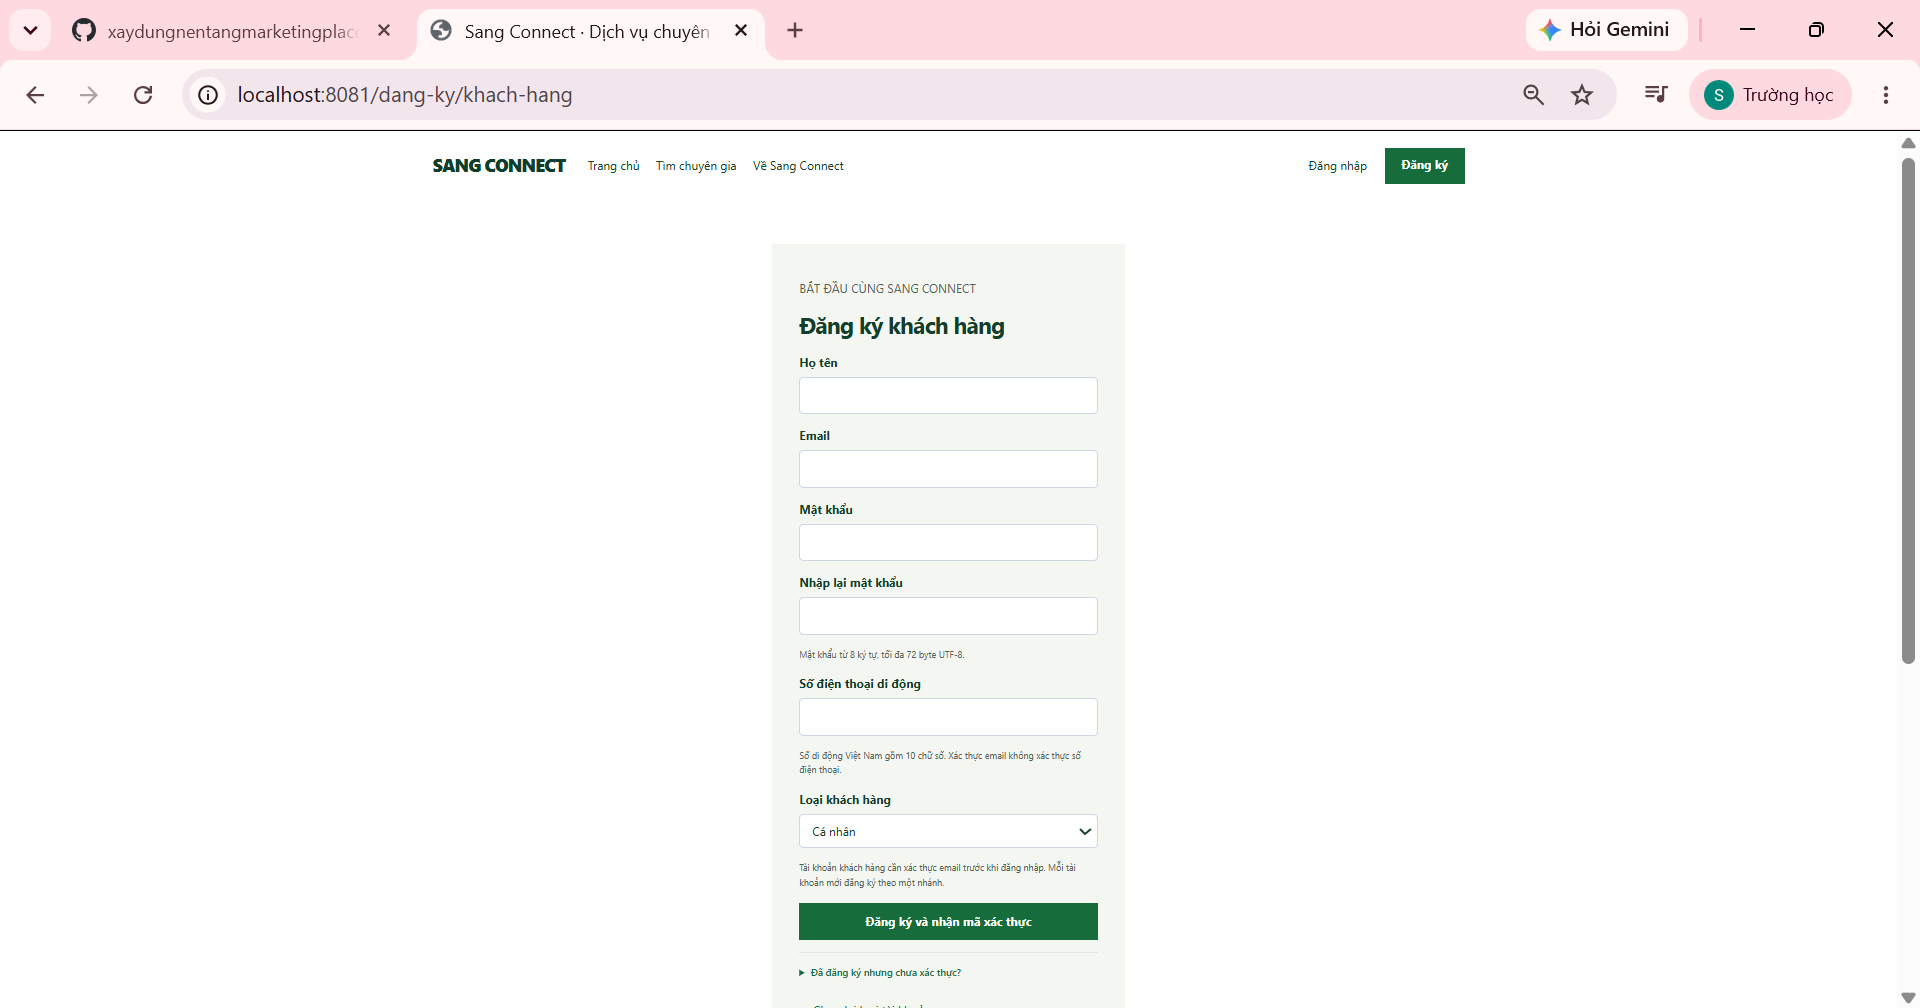 xaydungnentangmarketingplac
Sang Connect · Dịch vụ chuyên
Hỏi Gemini
localhost:8081/dang-ky/khach-hang
S
Trường học
SANG CONNECT
Trang chủ
Tìm chuyên gia
Về Sang Connect
Đăng nhập
Đăng ký
BẮT ĐẦU CÙNG SANG CONNECT
Đăng ký khách hàng
Họ tên
Email
Mật khẩu
Nhập lại mật khẩu
Mật khẩu từ 8 ký tự, tối đa 72 byte UTF-8.
Số điện thoại di động
Số di động Việt Nam gồm 10 chữ số. Xác thực email không xác thực số
điện thoại.
Loại khách hàng
Cá nhân
Tài khoản khách hàng cần xác thực email trước khi đăng nhập. Mỗi tài
khoản mới đăng ký theo một nhánh.
Đăng ký và nhận mã xác thực
Đã đăng ký nhưng chưa xác thực?